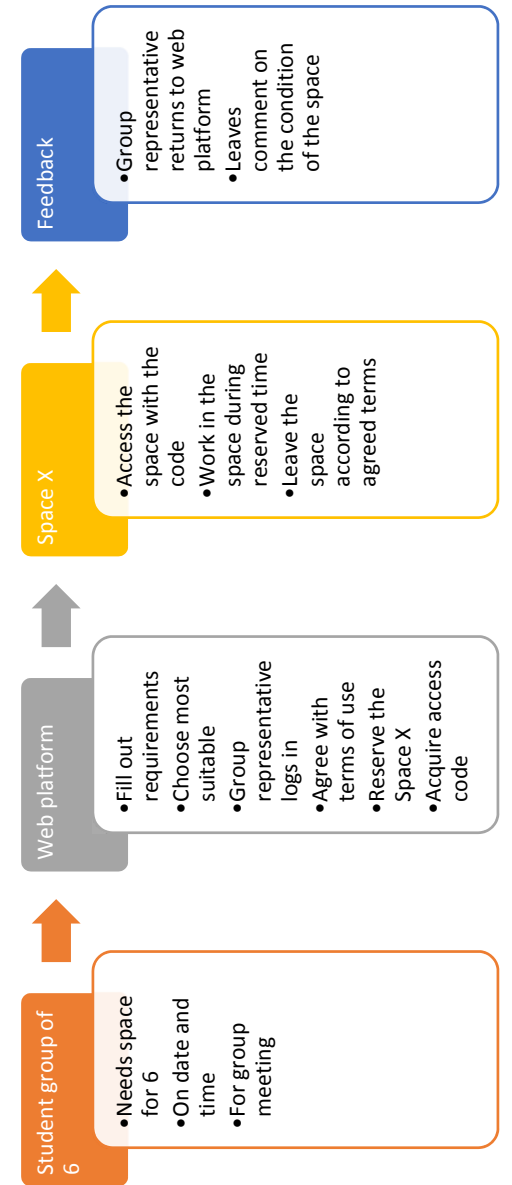 Student group of
6
•Needs space
for 6
•On date and
time
•For group
meeting
Web platform
•Fill out
requirements
•Choose most
suitable
•Group
representative
logs in
•Agree with
terms of use
•Reserve the
Space X
•Acquire access
code
Space X
•Access the
space with the
code
•Work in the
space during
reserved time
•Leave the
space
according to
agreed terms
Feedback
•Group
representative
returns to web
platform
•Leaves
comment on
the condition
of the space